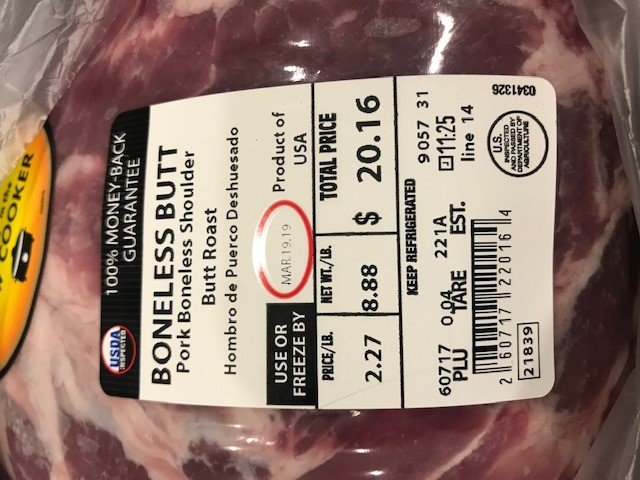 COOKER
100% MONEY-BACK
GUARANTEE
USDA
INSPECTED
BONELESS BUTT
Pork Boneless Shoulder
Butt Roast
Hombro de Puerco Deshuesado
USE OR
FREEZE BY
MAR.19.19
Product of
USA
PRICE/LB.
NET WT./LB.
TOTAL PRICE
2.27
8.88
$ 20.16
KEEP REFRIGERATED
60717 0.04 221A
PLU TARE EST.
9057 31
11:25
line 14
2 60717 22016 4
21839
U.S.
INSPECTED
AND PASSED BY
DEPARTMENT OF
AGRICULTURE
0341326